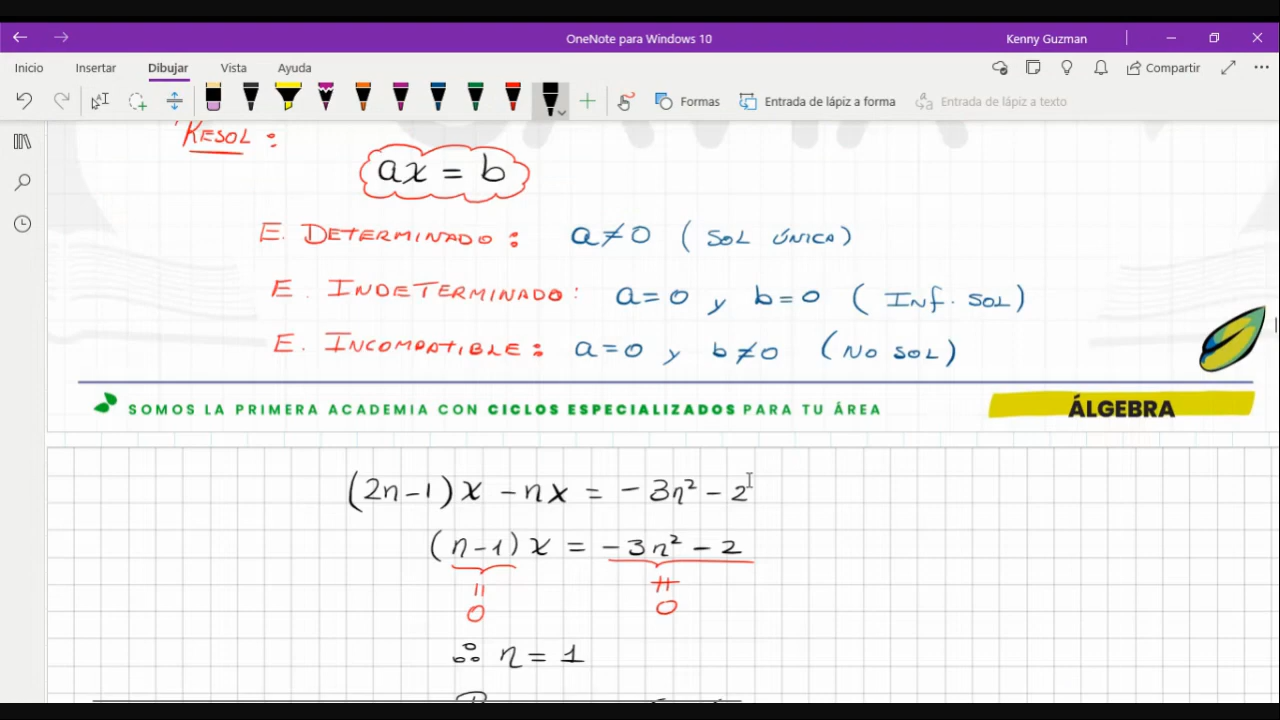 OneNote para Windows 10
Kenny Guzman
Inicio Insertar Dibujar Vista Ayuda
Compartir
Formas Entrada de lápiz a forma Entrada de lápiz a texto
RESOL:
ax = b
E. DETERMINADO: a≠0 (SOL ÚNICA)
E. INDETERMINADO: a=0 y b=0 (Inf. SOL)
E. INCOMPATIBLE: a=0 y b≠0 (NO SOL)
SOMOS LA PRIMERA ACADEMIA CON CICLOS ESPECIALIZADOS PARA TU ÁREA
ÁLGEBRA
(2n-1)x - nx = -3n² - 2
(n-1)x = -3n² - 2
= ≠
0 0
∴ n = 1